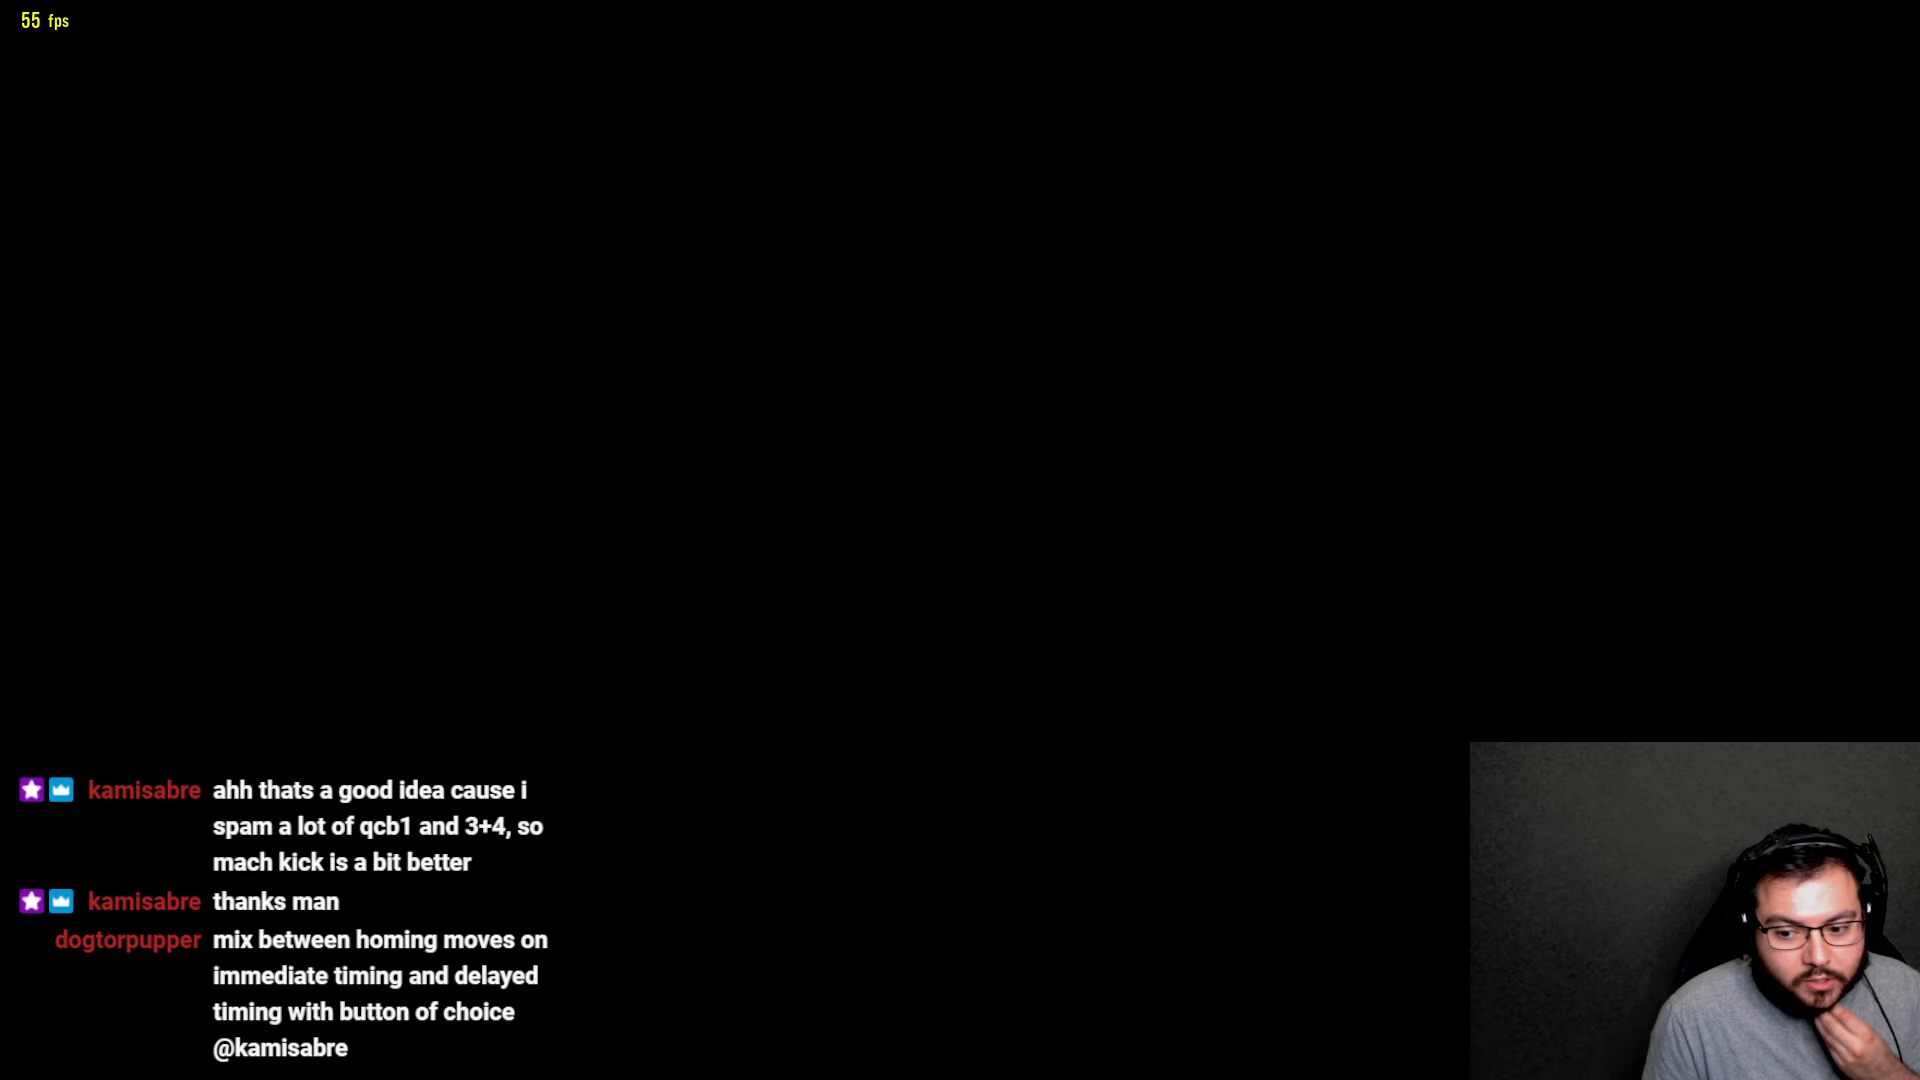 55 fps
kamisabre ahh thats a good idea cause i
spam a lot of qcb1 and 3+4, so
mach kick is a bit better
kamisabre thanks man
dogtorpupper mix between homing moves on
immediate timing and delayed
timing with button of choice
@kamisabre